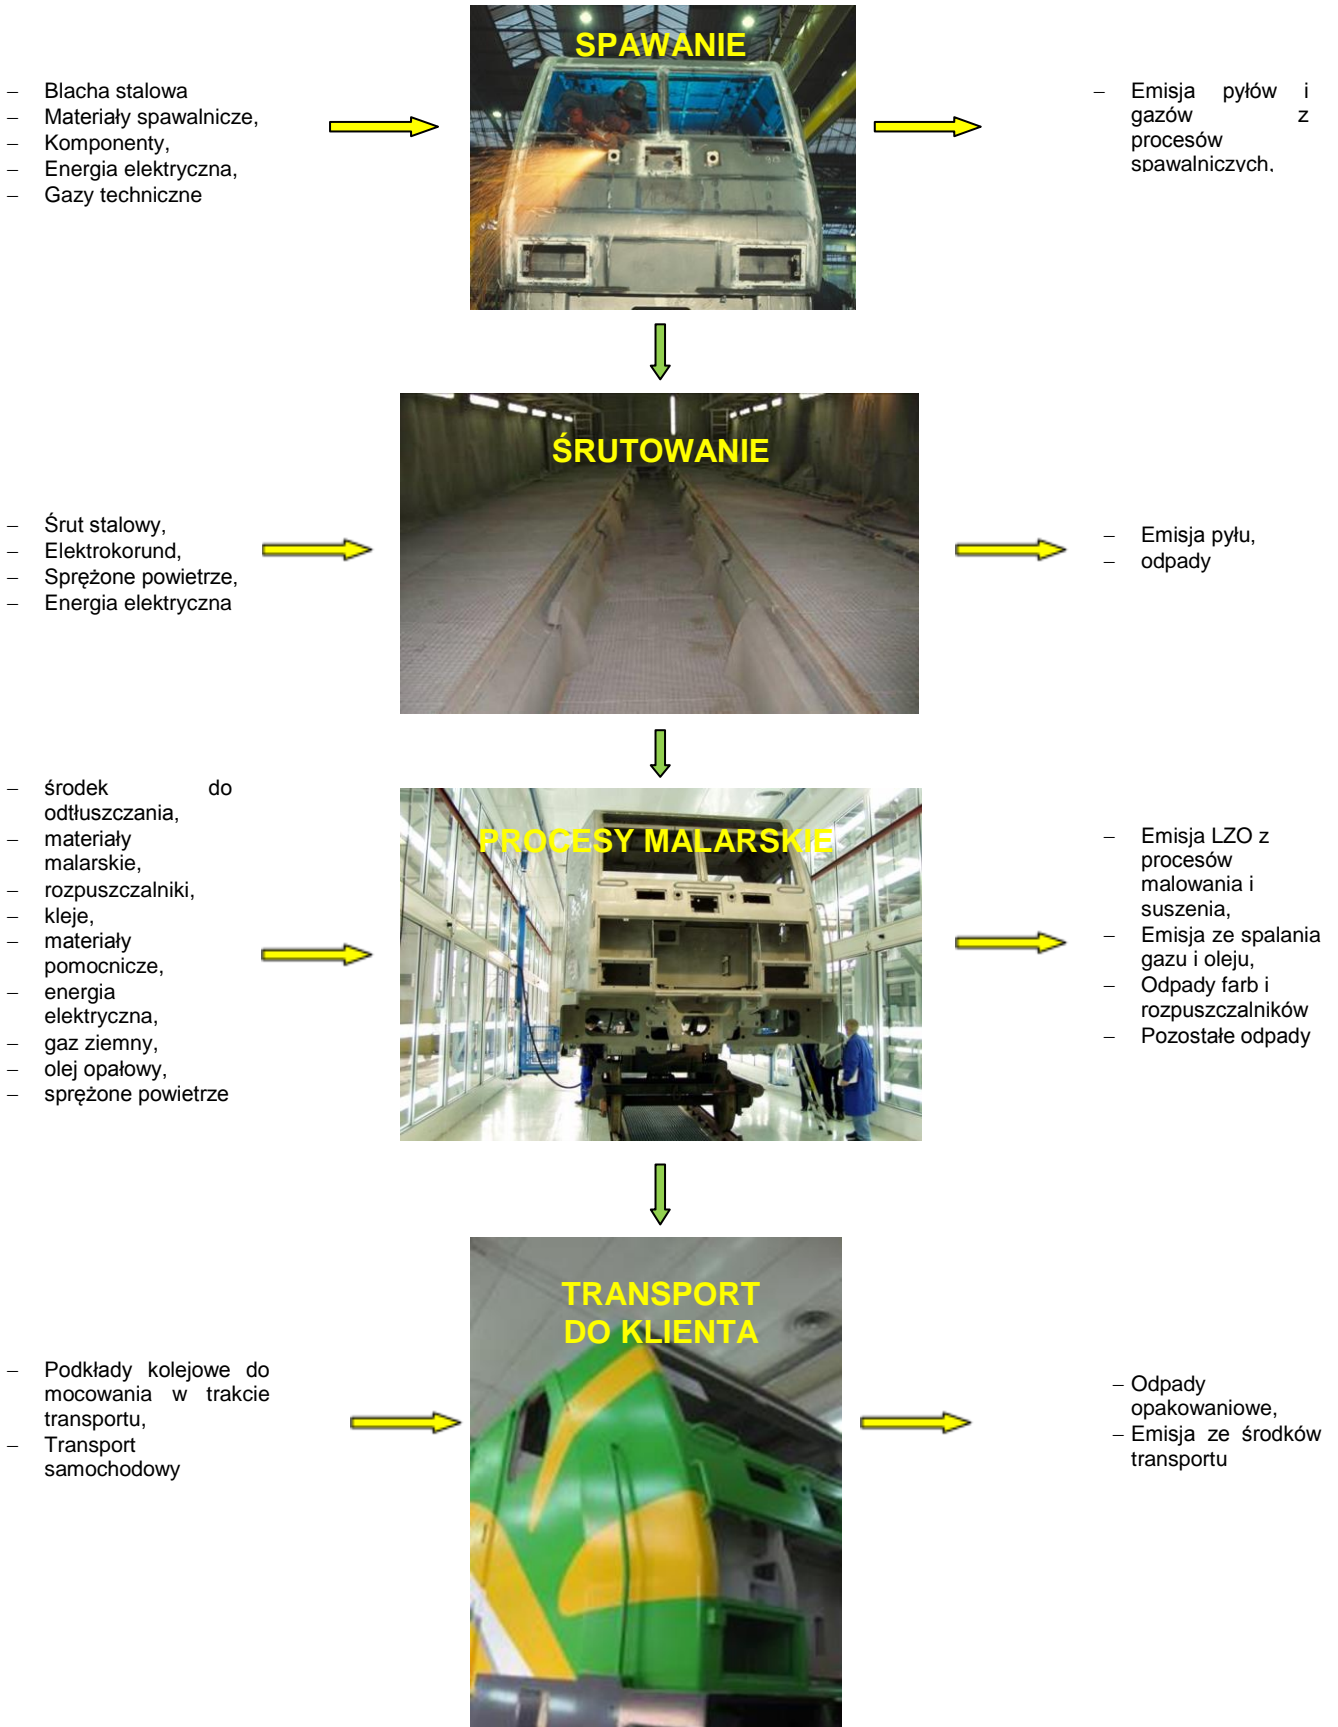 SPAWANIE
– Blacha stalowa
– Materiały spawalnicze,
– Komponenty,
– Energia elektryczna,
– Gazy techniczne
– Emisja pyłów i
gazów z
procesów
spawalniczych,
ŚRUTOWANIE
– Śrut stalowy,
– Elektrokorund,
– Sprężone powietrze,
– Energia elektryczna
– Emisja pyłu,
– odpady
PROCESY MALARSKIE
– środek do
odtłuszczania,
– materiały
malarskie,
– rozpuszczalniki,
– kleje,
– materiały
pomocnicze,
– energia
elektryczna,
– gaz ziemny,
– olej opałowy,
– sprężone powietrze
– Emisja LZO z
procesów
malowania i
suszenia,
– Emisja ze spalania
gazu i oleju,
– Odpady farb i
rozpuszczalników
– Pozostałe odpady
TRANSPORT
DO KLIENTA
– Podkłady kolejowe do
mocowania w trakcie
transportu,
– Transport
samochodowy
– Odpady
opakowaniowe,
– Emisja ze środków
transportu